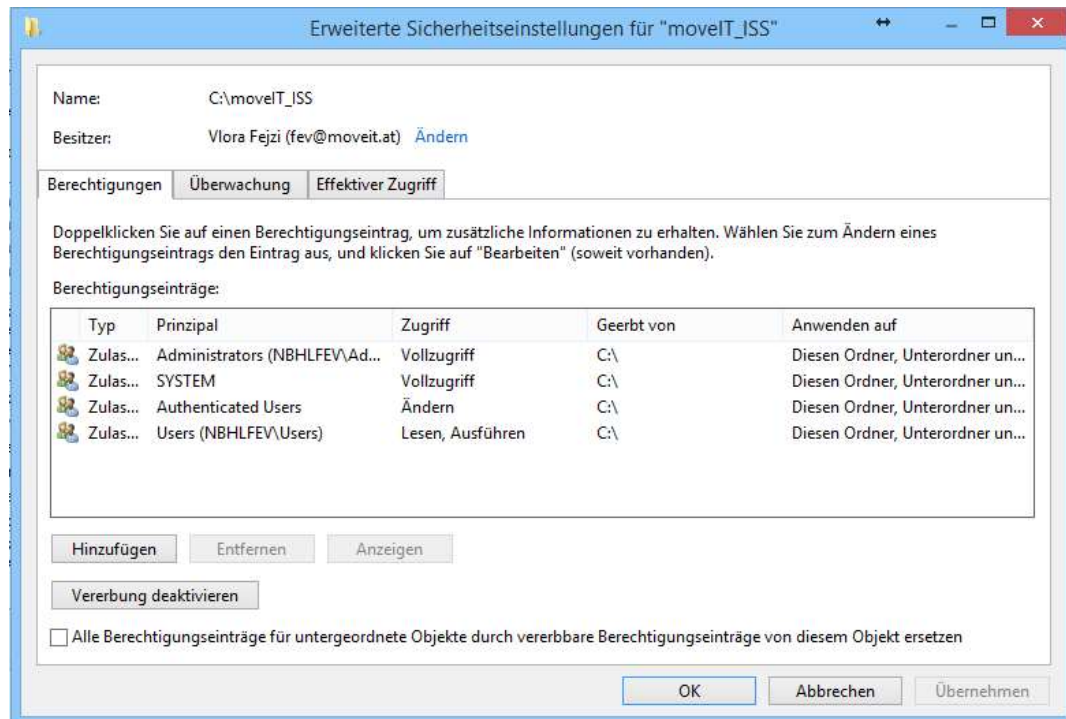 Erweiterte Sicherheitseinstellungen für "moveIT_ISS"
Name: C:\moveIT_ISS
Besitzer: Vlora Fejzi (fev@moveit.at) Ändern
Berechtigungen Überwachung Effektiver Zugriff
Doppelklicken Sie auf einen Berechtigungseintrag, um zusätzliche Informationen zu erhalten. Wählen Sie zum Ändern eines
Berechtigungseintrags den Eintrag aus, und klicken Sie auf "Bearbeiten" (soweit vorhanden).
Berechtigungseinträge:
Typ Prinzipal Zugriff Geerbt von Anwenden auf
Zulas... Administrators (NBHLFEV\Ad... Vollzugriff C:\ Diesen Ordner, Unterordner un...
Zulas... SYSTEM Vollzugriff C:\ Diesen Ordner, Unterordner un...
Zulas... Authenticated Users Ändern C:\ Diesen Ordner, Unterordner un...
Zulas... Users (NBHLFEV\Users) Lesen, Ausführen C:\ Diesen Ordner, Unterordner un...
Hinzufügen Entfernen Anzeigen
Vererbung deaktivieren
Alle Berechtigungseinträge für untergeordnete Objekte durch vererbbare Berechtigungseinträge von diesem Objekt ersetzen
OK Abbrechen Übernehmen